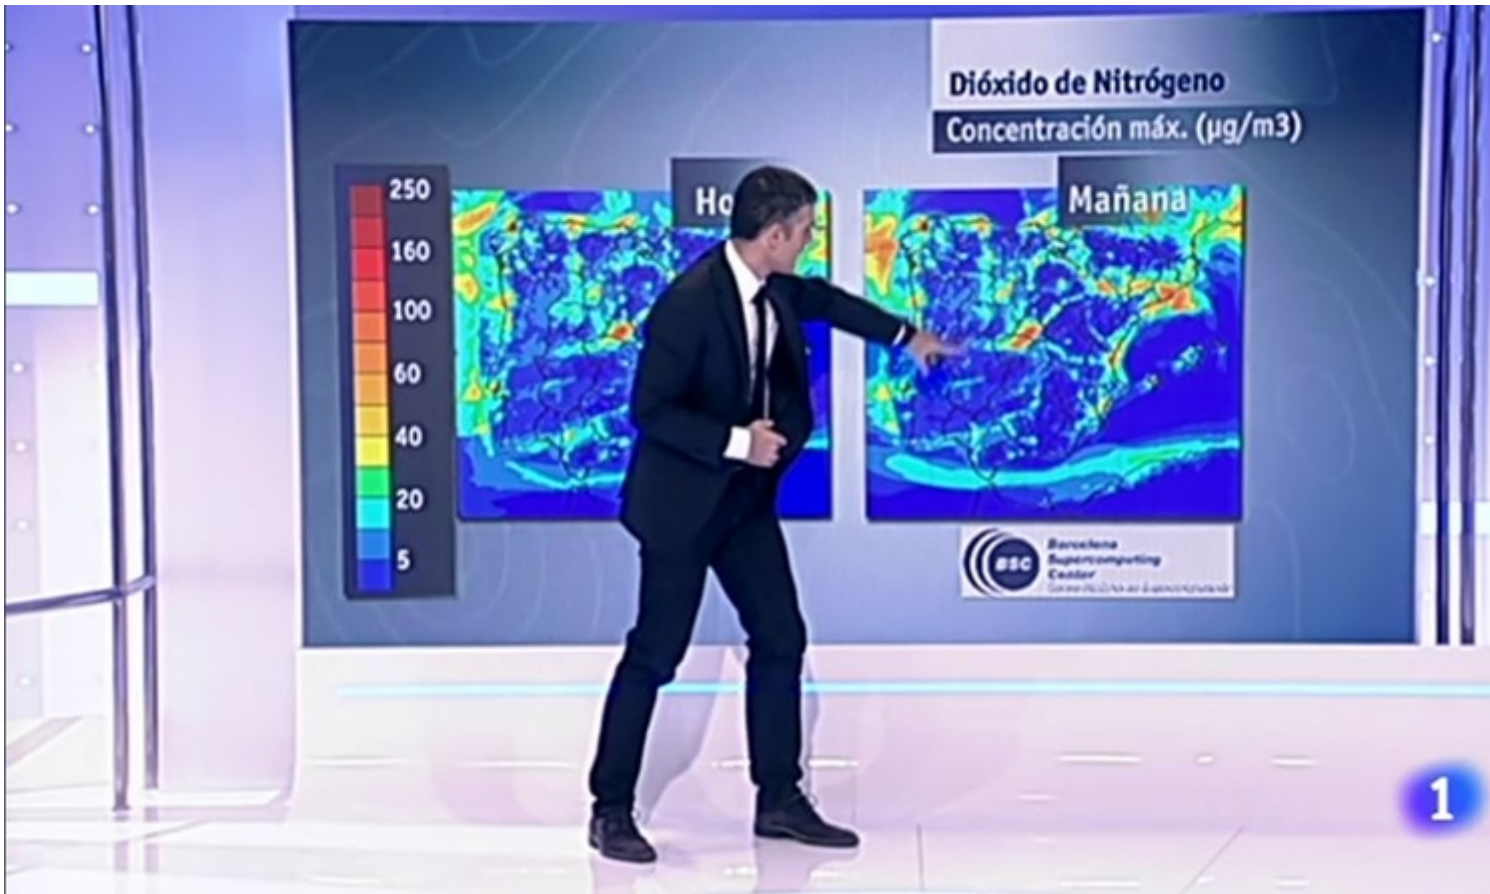 Dióxido de Nitrógeno
Concentración máx. (µg/m3)
Ho
Mañana
250
160
100
60
40
20
5
BSC
Barcelona
Supercomputing
Center
1